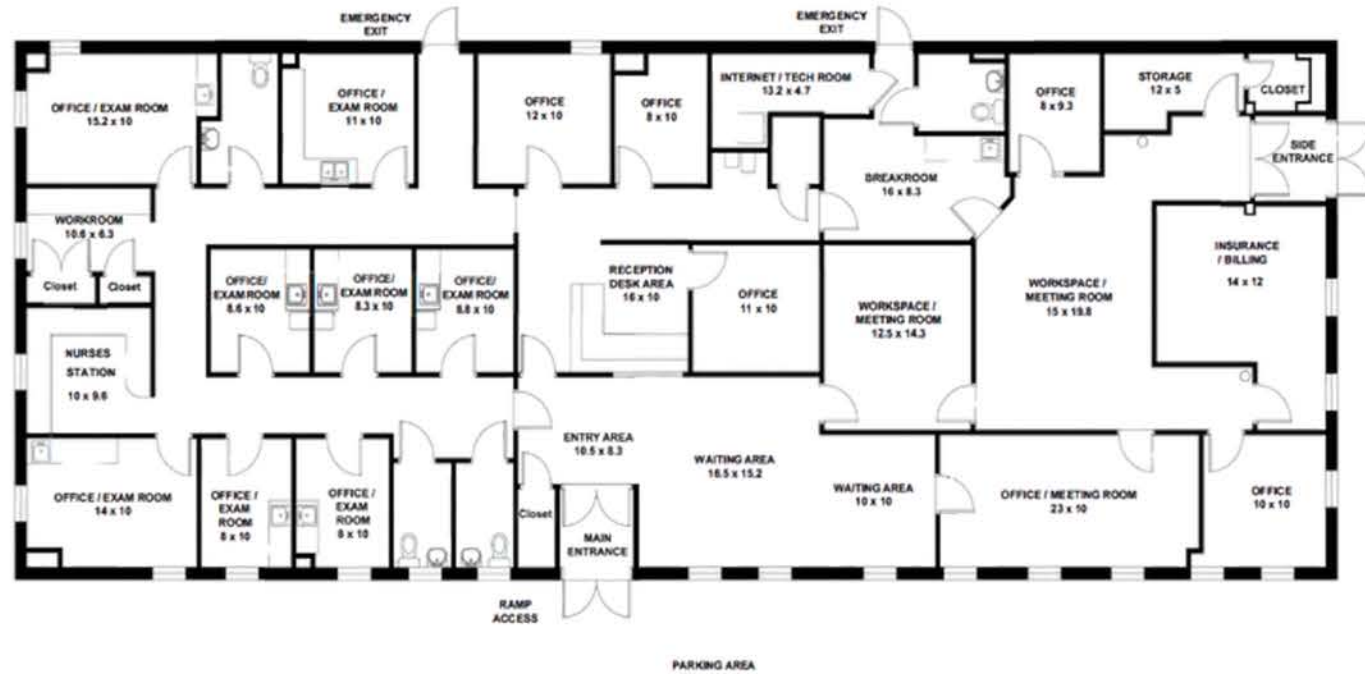 EMERGENCY
EXIT
EMERGENCY
EXIT
OFFICE / EXAM ROOM
15.2 x 10
OFFICE /
EXAM ROOM
11 x 10
OFFICE
12 x 10
OFFICE
8 x 10
INTERNET / TECH ROOM
13.2 x 4.7
OFFICE
8 x 9.3
STORAGE
12 x 5
CLOSET
SIDE
ENTRANCE
BREAKROOM
16 x 8.3
WORKROOM
10.6 x 6.3
Closet
Closet
OFFICE/
EXAM ROOM
8.6 x 10
OFFICE/
EXAM ROOM
8.3 x 10
OFFICE/
EXAM ROOM
8.8 x 10
RECEPTION
DESK AREA
16 x 10
OFFICE
11 x 10
WORKSPACE /
MEETING ROOM
12.5 x 14.3
WORKSPACE /
MEETING ROOM
15 x 19.8
INSURANCE
/ BILLING
14 x 12
NURSES
STATION
10 x 9.6
ENTRY AREA
10.5 x 8.3
WAITING AREA
16.5 x 15.2
WAITING AREA
10 x 10
OFFICE / EXAM ROOM
14 x 10
OFFICE /
EXAM
ROOM
8 x 10
OFFICE /
EXAM
ROOM
8 x 10
Closet
MAIN
ENTRANCE
OFFICE / MEETING ROOM
23 x 10
OFFICE
10 x 10
RAMP
ACCESS
PARKING AREA